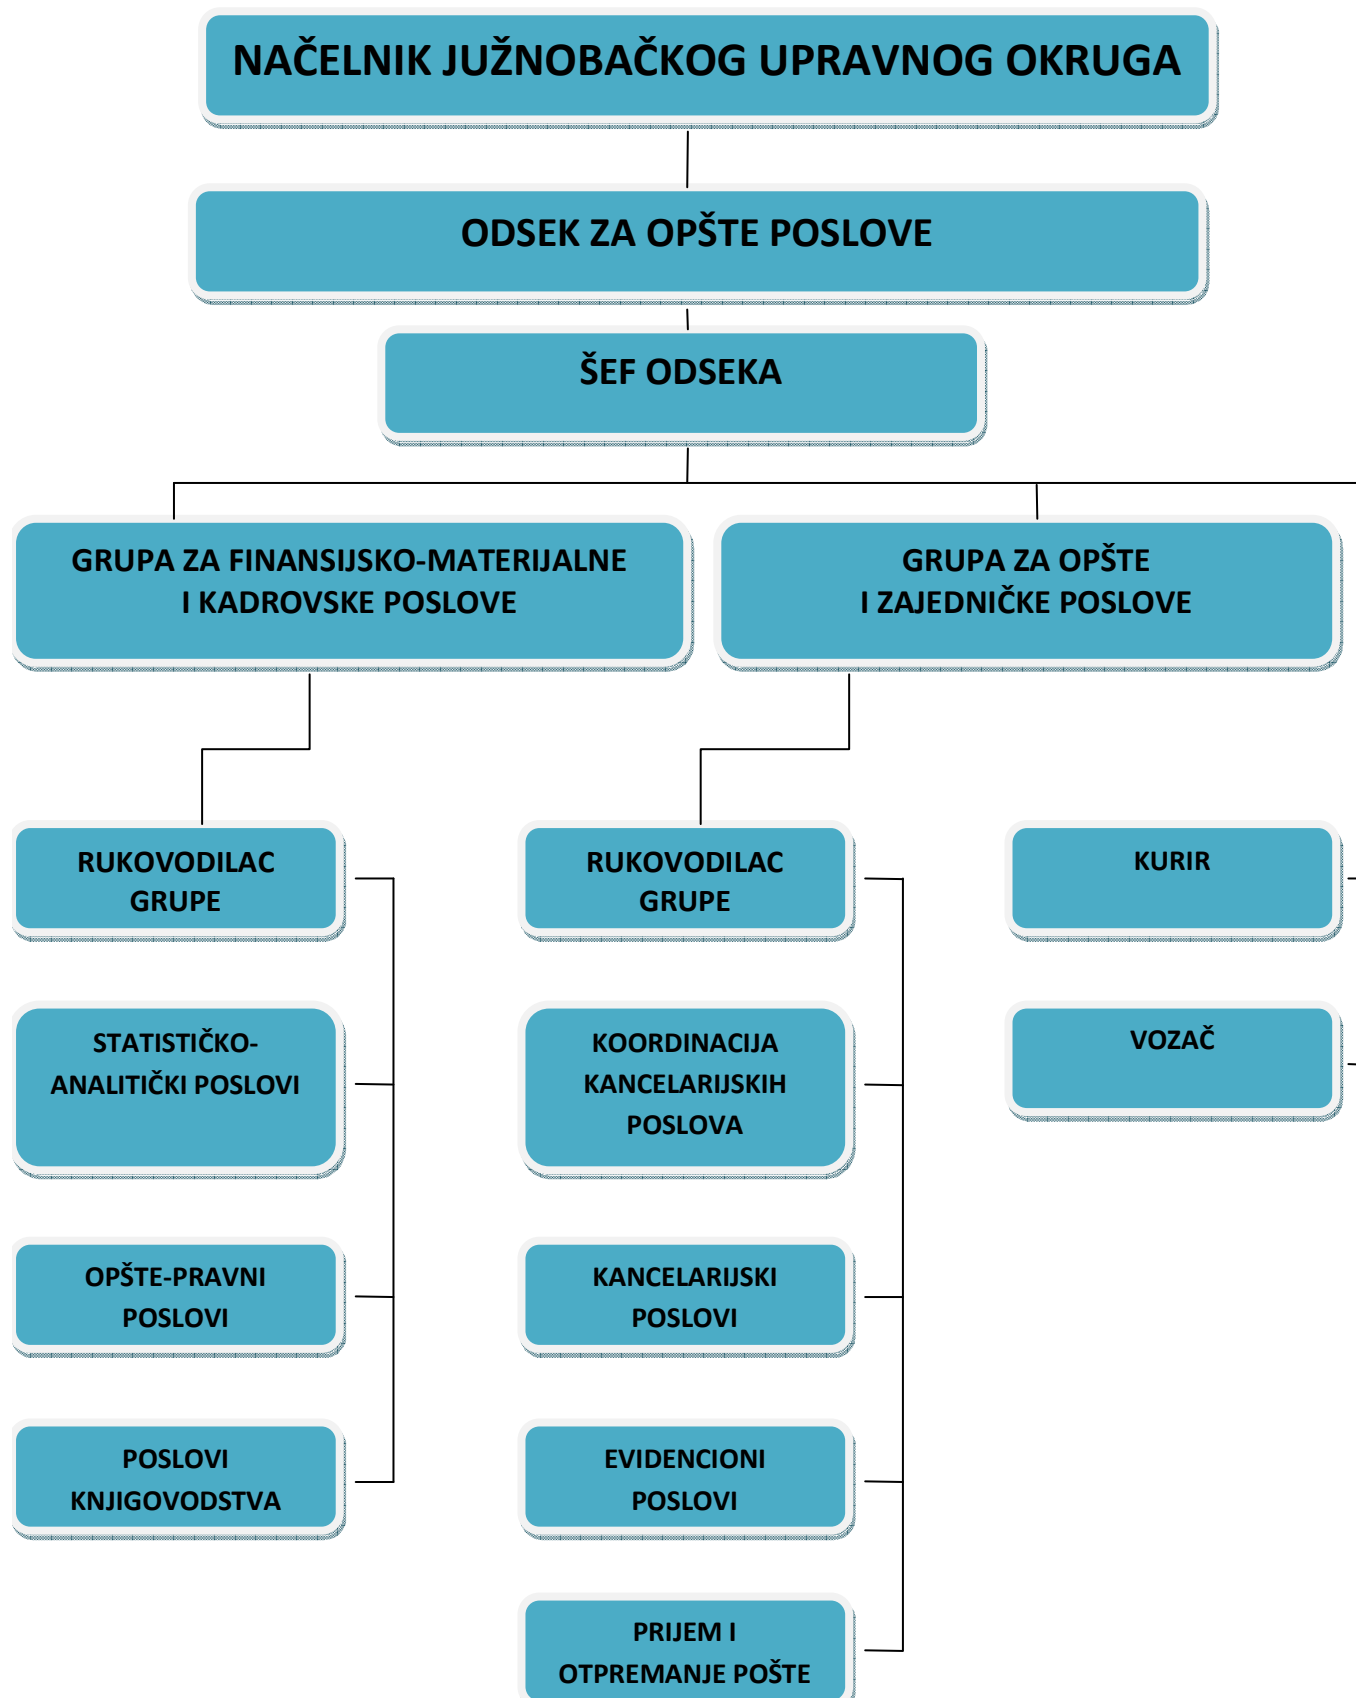 NAČELNIK JUŽNOBAČKOG UPRAVNOG OKRUGA
ODSEK ZA OPŠTE POSLOVE
ŠEF ODSEKA
GRUPA ZA FINANSIJSKO-MATERIJALNE
I KADROVSKE POSLOVE
GRUPA ZA OPŠTE
I ZAJEDNIČKE POSLOVE
RUKOVODILAC
GRUPE
STATISTIČKO-
ANALITIČKI POSLOVI
OPŠTE-PRAVNI
POSLOVI
POSLOVI
KNJIGOVODSTVA
RUKOVODILAC
GRUPE
KOORDINACIJA
KANCELARIJSKIH
POSLOVA
KANCELARIJSKI
POSLOVI
EVIDENCIONI
POSLOVI
PRIJEM I
OTPREMANJE POŠTE
KURIR
VOZAČ